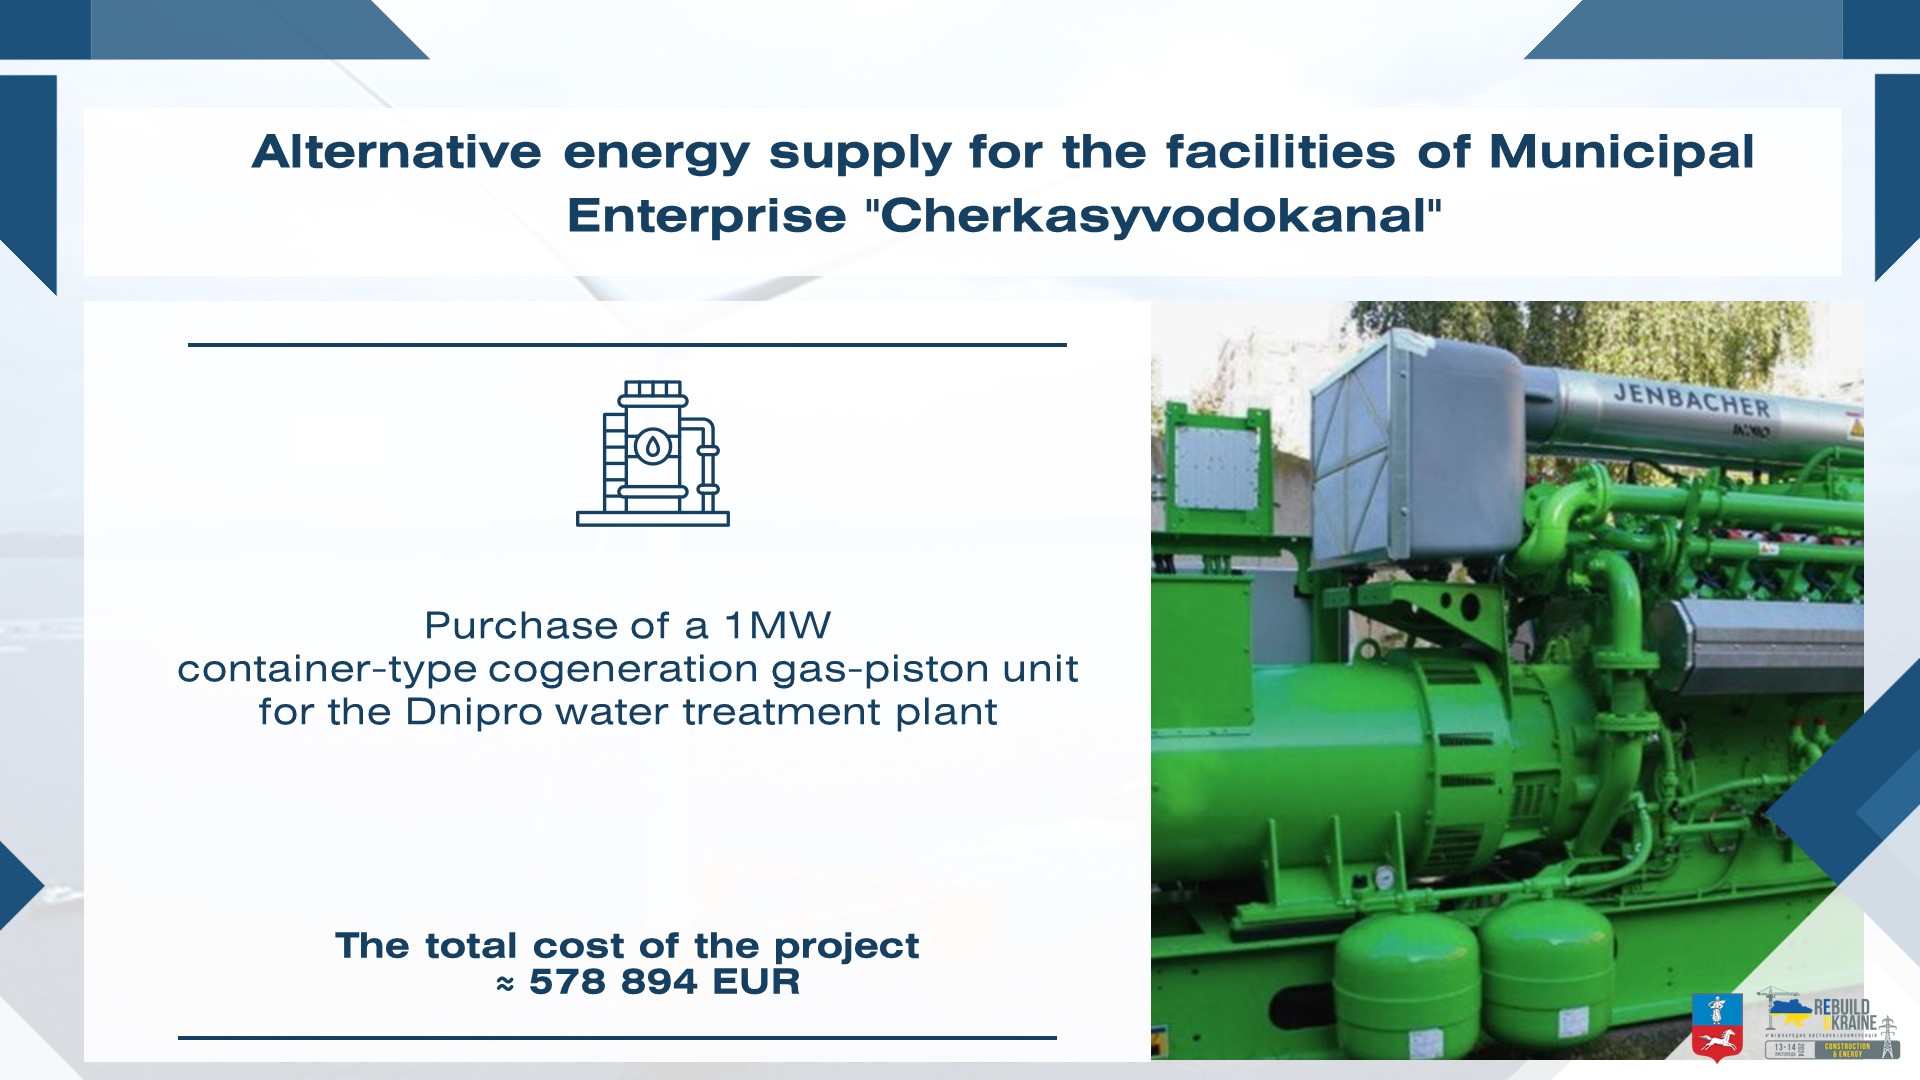 Alternative energy supply for the facilities of Municipal
Enterprise "Cherkasyvodokanal"
Purchase of a 1MW
container-type cogeneration gas-piston unit
for the Dnipro water treatment plant
The total cost of the project
≈ 578 894 EUR
JENBACHER
REBUILD
UKRAINE
13-14
2024
CONSTRUCTION
& ENERGY